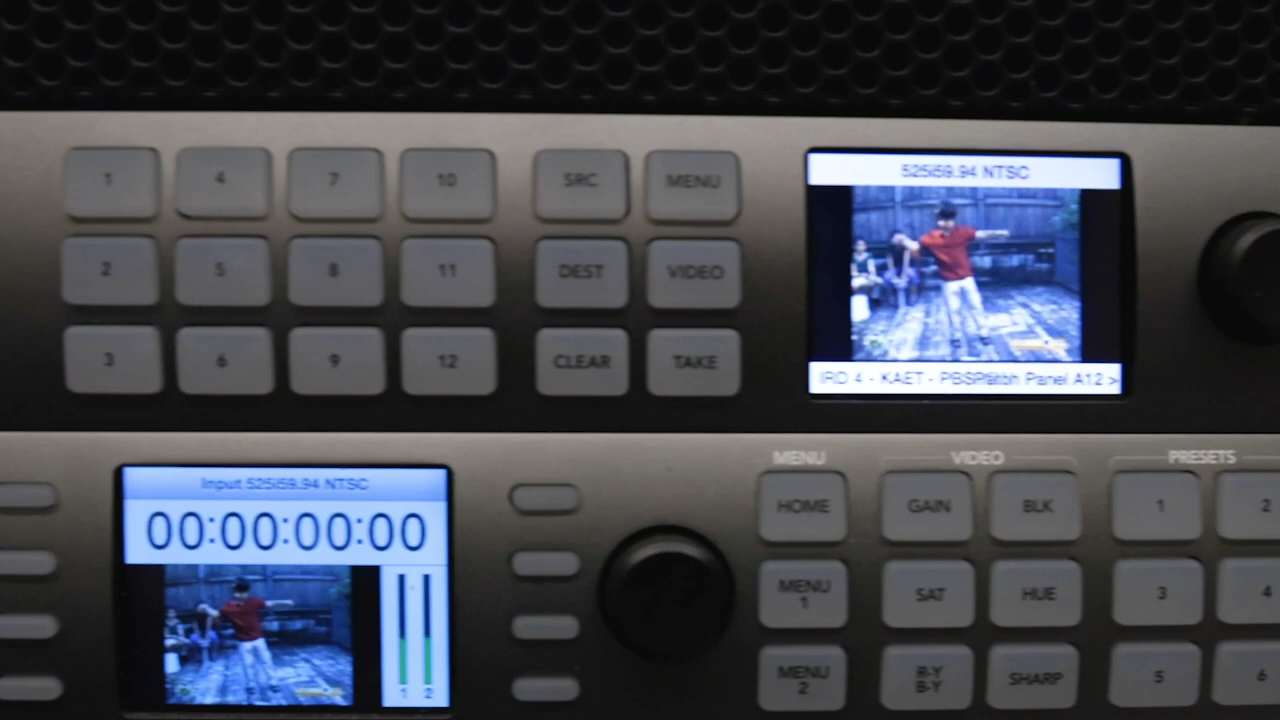 1 4 7 10 SRC MENU
2 5 8 11 DEST VIDEO
3 6 9 12 CLEAR TAKE
525i59.94 NTSC
IRD 4 - KAET - PBS Panel A12 >
Input 525i59.94 NTSC
00:00:00:00
1 2
MENU VIDEO PRESETS
HOME GAIN BLK 1 2
MENU 1 SAT HUE 3 4
MENU 2 R-Y B-Y SHARP 5 6